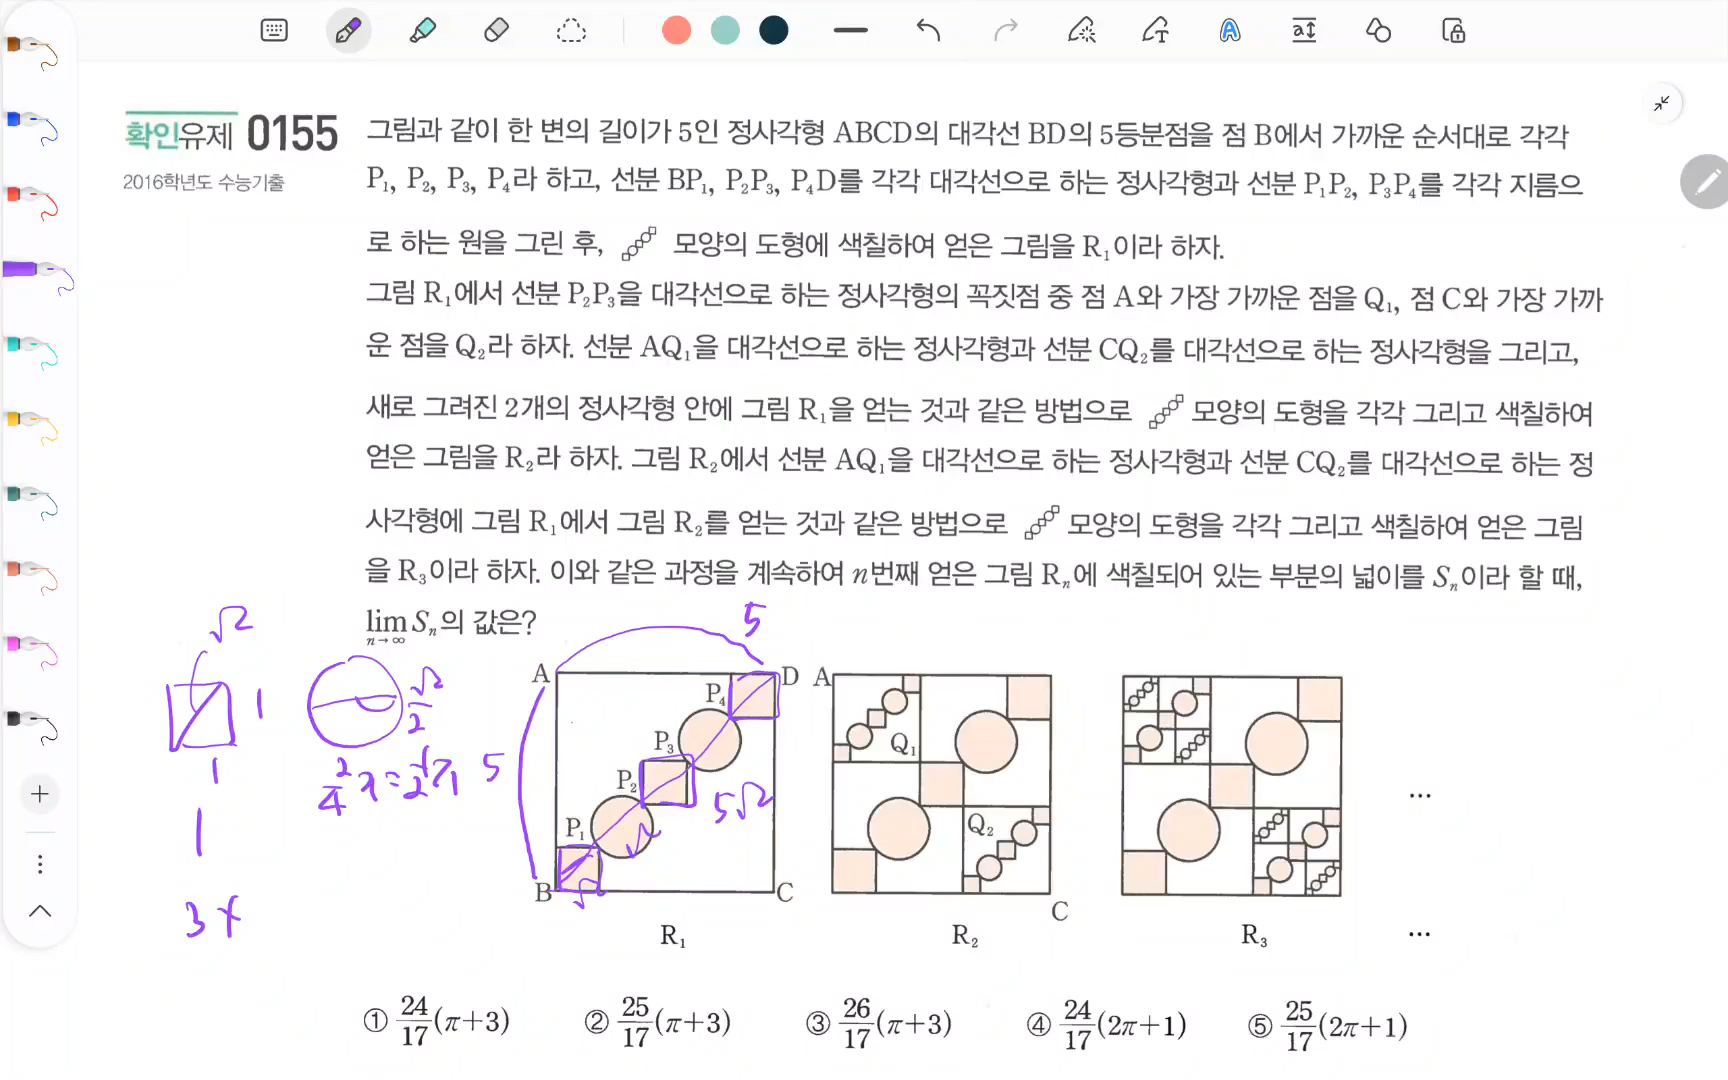 확인유제 0155
2016학년도 수능기출
그림과 같이 한 변의 길이가 5인 정사각형 ABCD의 대각선 BD의 5등분점을 점 B에서 가까운 순서대로 각각
P₁, P₂, P₃, P₄라 하고, 선분 BP₁, P₂P₃, P₄D를 각각 대각선으로 하는 정사각형과 선분 P₁P₂, P₃P₄를 각각 지름으
로 하는 원을 그린 후, 모양의 도형에 색칠하여 얻은 그림을 R₁이라 하자.
그림 R₁에서 선분 P₂P₃을 대각선으로 하는 정사각형의 꼭짓점 중 점 A와 가장 가까운 점을 Q₁, 점 C와 가장 가까
운 점을 Q₂라 하자. 선분 AQ₁을 대각선으로 하는 정사각형과 선분 CQ₂를 대각선으로 하는 정사각형을 그리고,
새로 그려진 2개의 정사각형 안에 그림 R₁을 얻는 것과 같은 방법으로 모양의 도형을 각각 그리고 색칠하여
얻은 그림을 R₂라 하자. 그림 R₂에서 선분 AQ₁을 대각선으로 하는 정사각형과 선분 CQ₂를 대각선으로 하는 정
사각형에 그림 R₁에서 그림 R₂를 얻는 것과 같은 방법으로 모양의 도형을 각각 그리고 색칠하여 얻은 그림
을 R₃이라 하자. 이와 같은 과정을 계속하여 n번째 얻은 그림 Rₙ에 색칠되어 있는 부분의 넓이를 Sₙ이라 할 때,
lim n→∞ Sₙ의 값은?
√2
1
1
1
3+
√2/2
2/4 π = 1/2 π
5
5
5√2
√2
√2
A
D
P₄
P₃
P₂
P₁
B
C
R₁
A
Q₁
Q₂
C
R₂
R₃
...
...
① 24/17(π+3)
② 25/17(π+3)
③ 26/17(π+3)
④ 24/17(2π+1)
⑤ 25/17(2π+1)